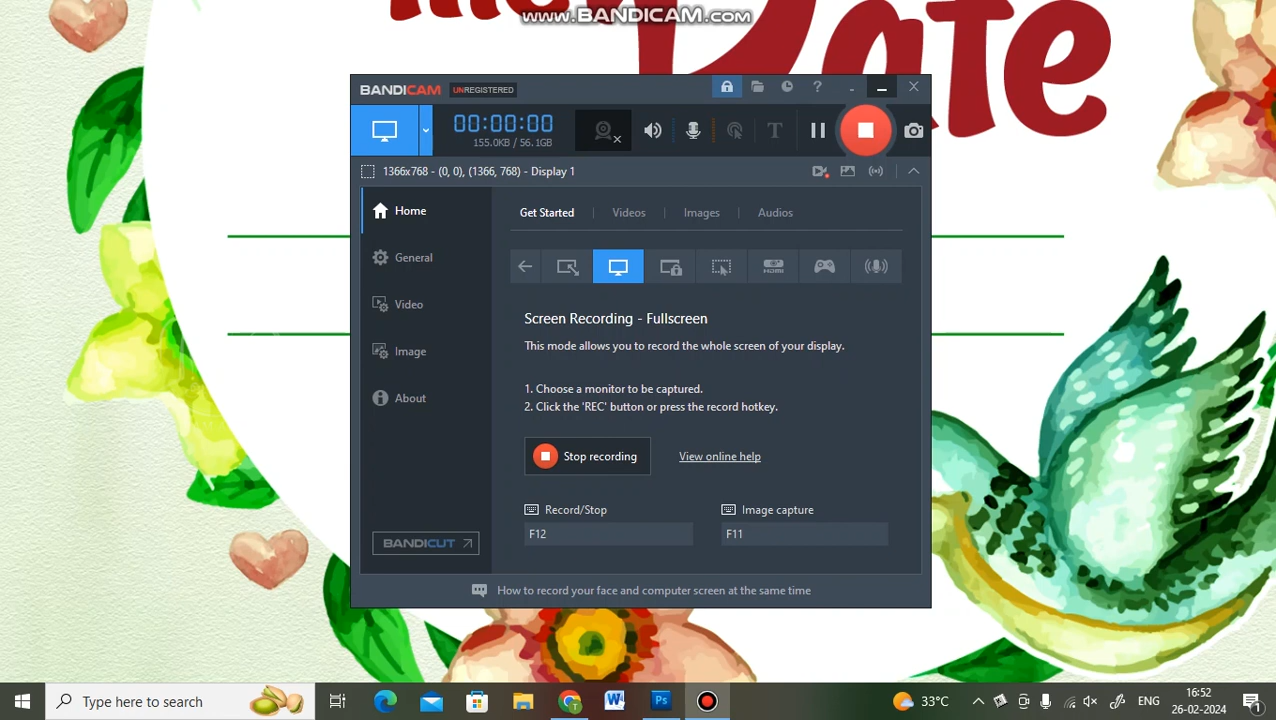 www.BANDICAM.com
Date
BANDICAM UNREGISTERED
?
00:00:00
155.0KB / 56.1GB
T
1366x768 - (0, 0), (1366, 768) - Display 1
Home
Get Started Videos Images Audios
General
HDMI
Video
Screen Recording - Fullscreen
This mode allows you to record the whole screen of your display.
Image
1. Choose a monitor to be captured.
About
2. Click the 'REC' button or press the record hotkey.
Stop recording View online help
Record/Stop Image capture
F12 F11
BANDICUT
How to record your face and computer screen at the same time
Type here to search
W
Ps
33°C
ENG
16:52
26-02-2024
1